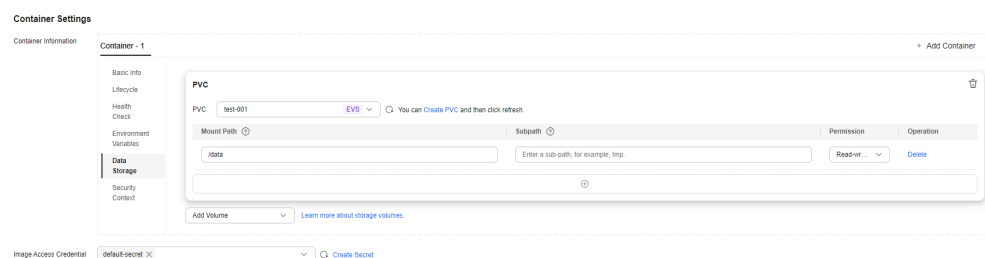 Container Settings
Container Information
Container - 1
+ Add Container
Basic Info
Lifecycle
Health
Check
Environment
Variables
Data
Storage
Security
Context
PVC
PVC test-001 EVS You can Create PVC and then click refresh.
Mount Path Subpath Permission Operation
/data Enter a sub-path, for example, tmp. Read-wr... Delete
Add Volume Learn more about storage volumes.
Image Access Credential default-secret Create Secret